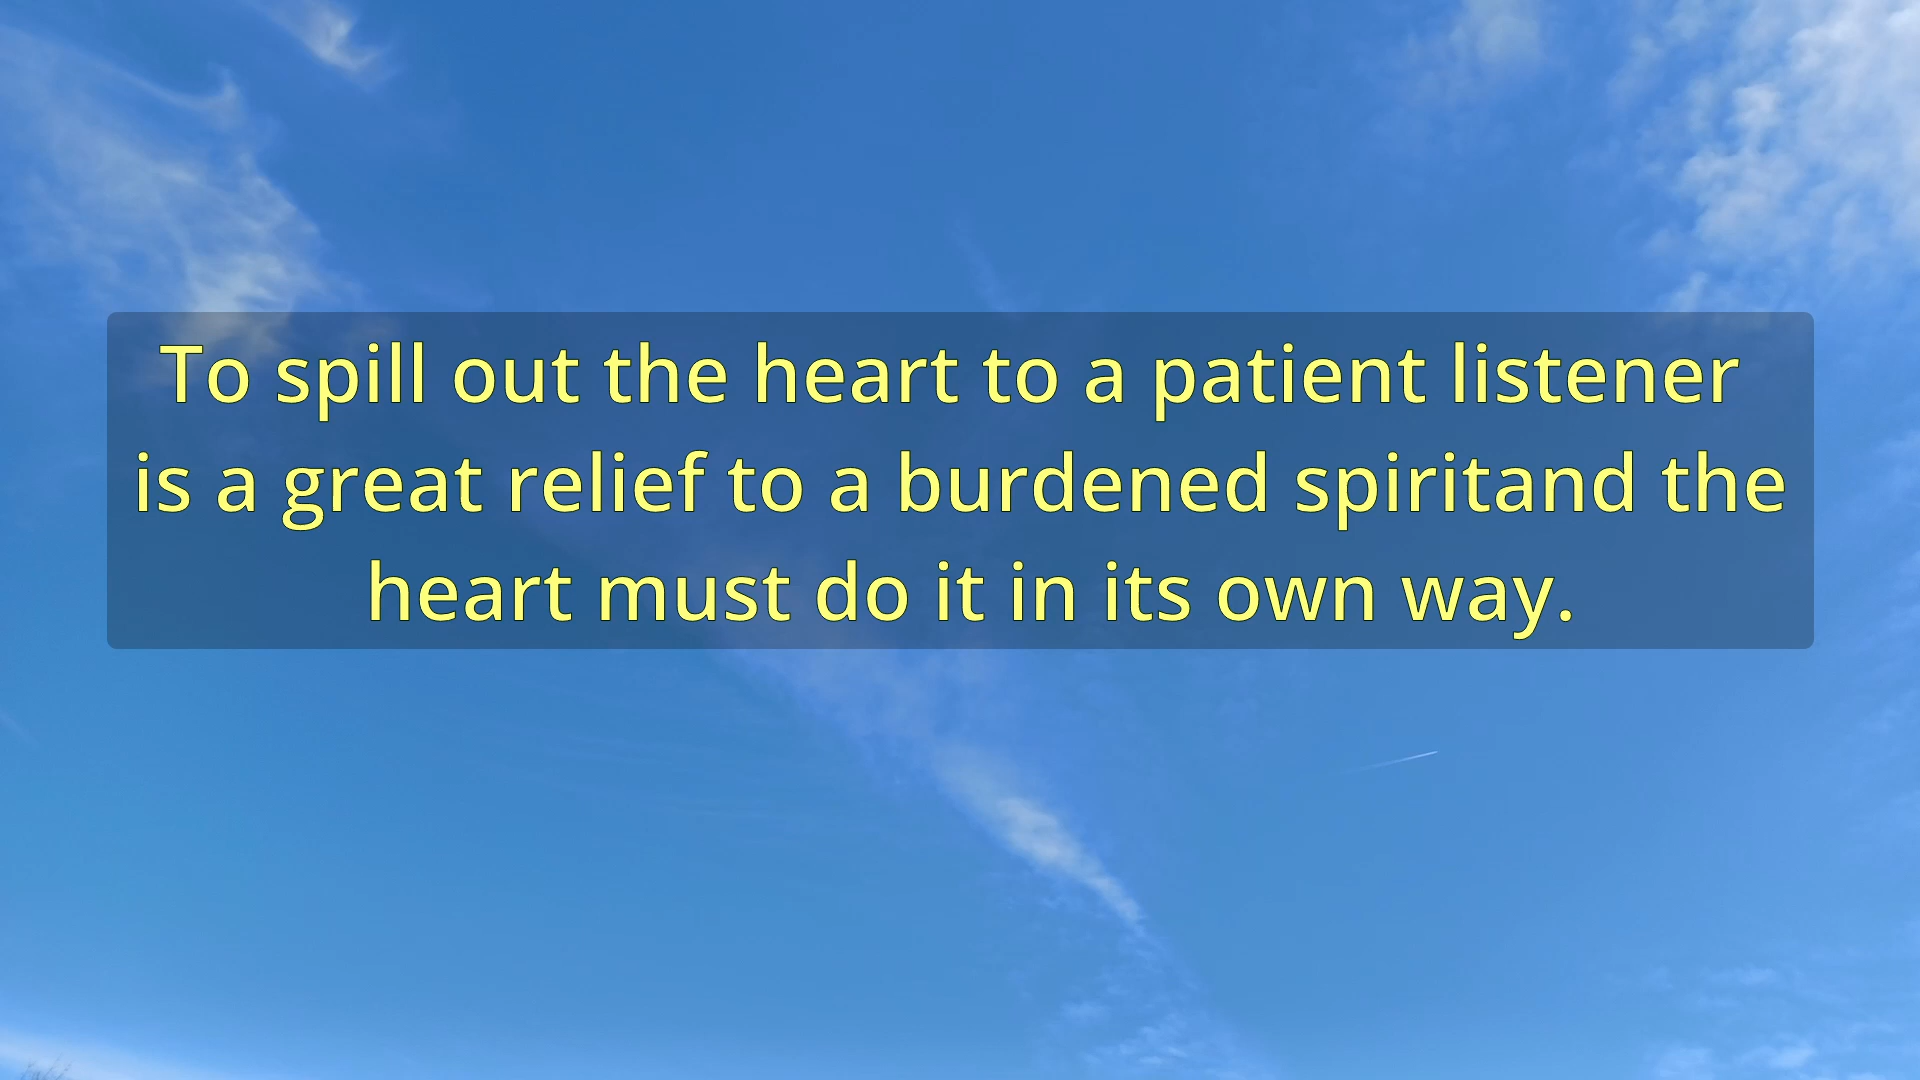 To spill out the heart to a patient listener
is a great relief to a burdened spiritand the
heart must do it in its own way.